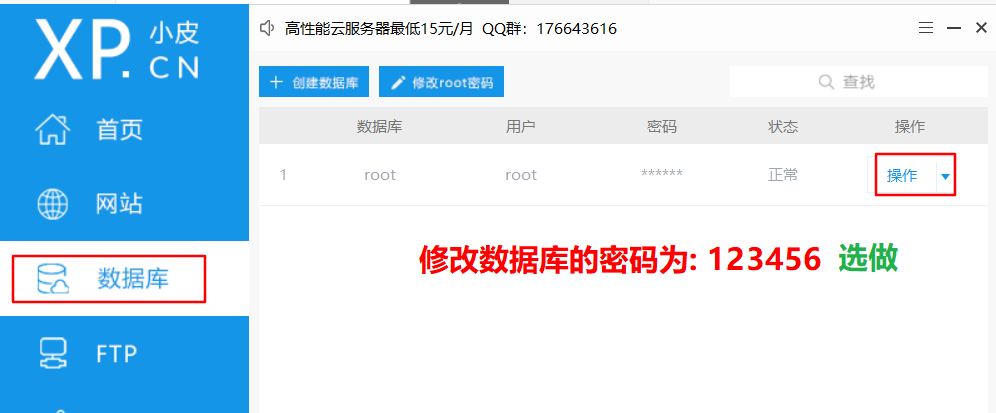 XP.CN 小皮
高性能云服务器最低15元/月 QQ群：176643616
首页
网站
数据库
FTP
创建数据库 修改root密码 查找
数据库 用户 密码 状态 操作
1 root root ****** 正常 操作
修改数据库的密码为: 123456 选做